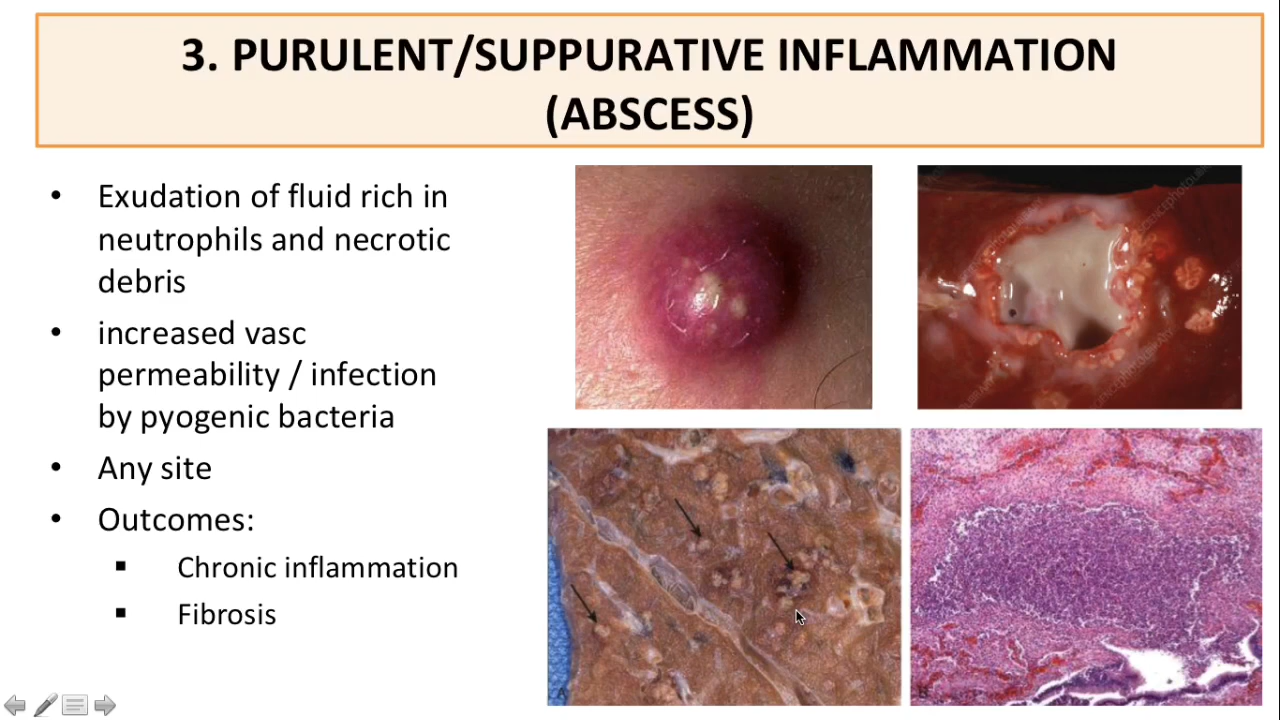 3. PURULENT/SUPPURATIVE INFLAMMATION
(ABSCESS)
• Exudation of fluid rich in
neutrophils and necrotic
debris
• increased vasc
permeability / infection
by pyogenic bacteria
• Any site
• Outcomes:
▪ Chronic inflammation
▪ Fibrosis
A
B